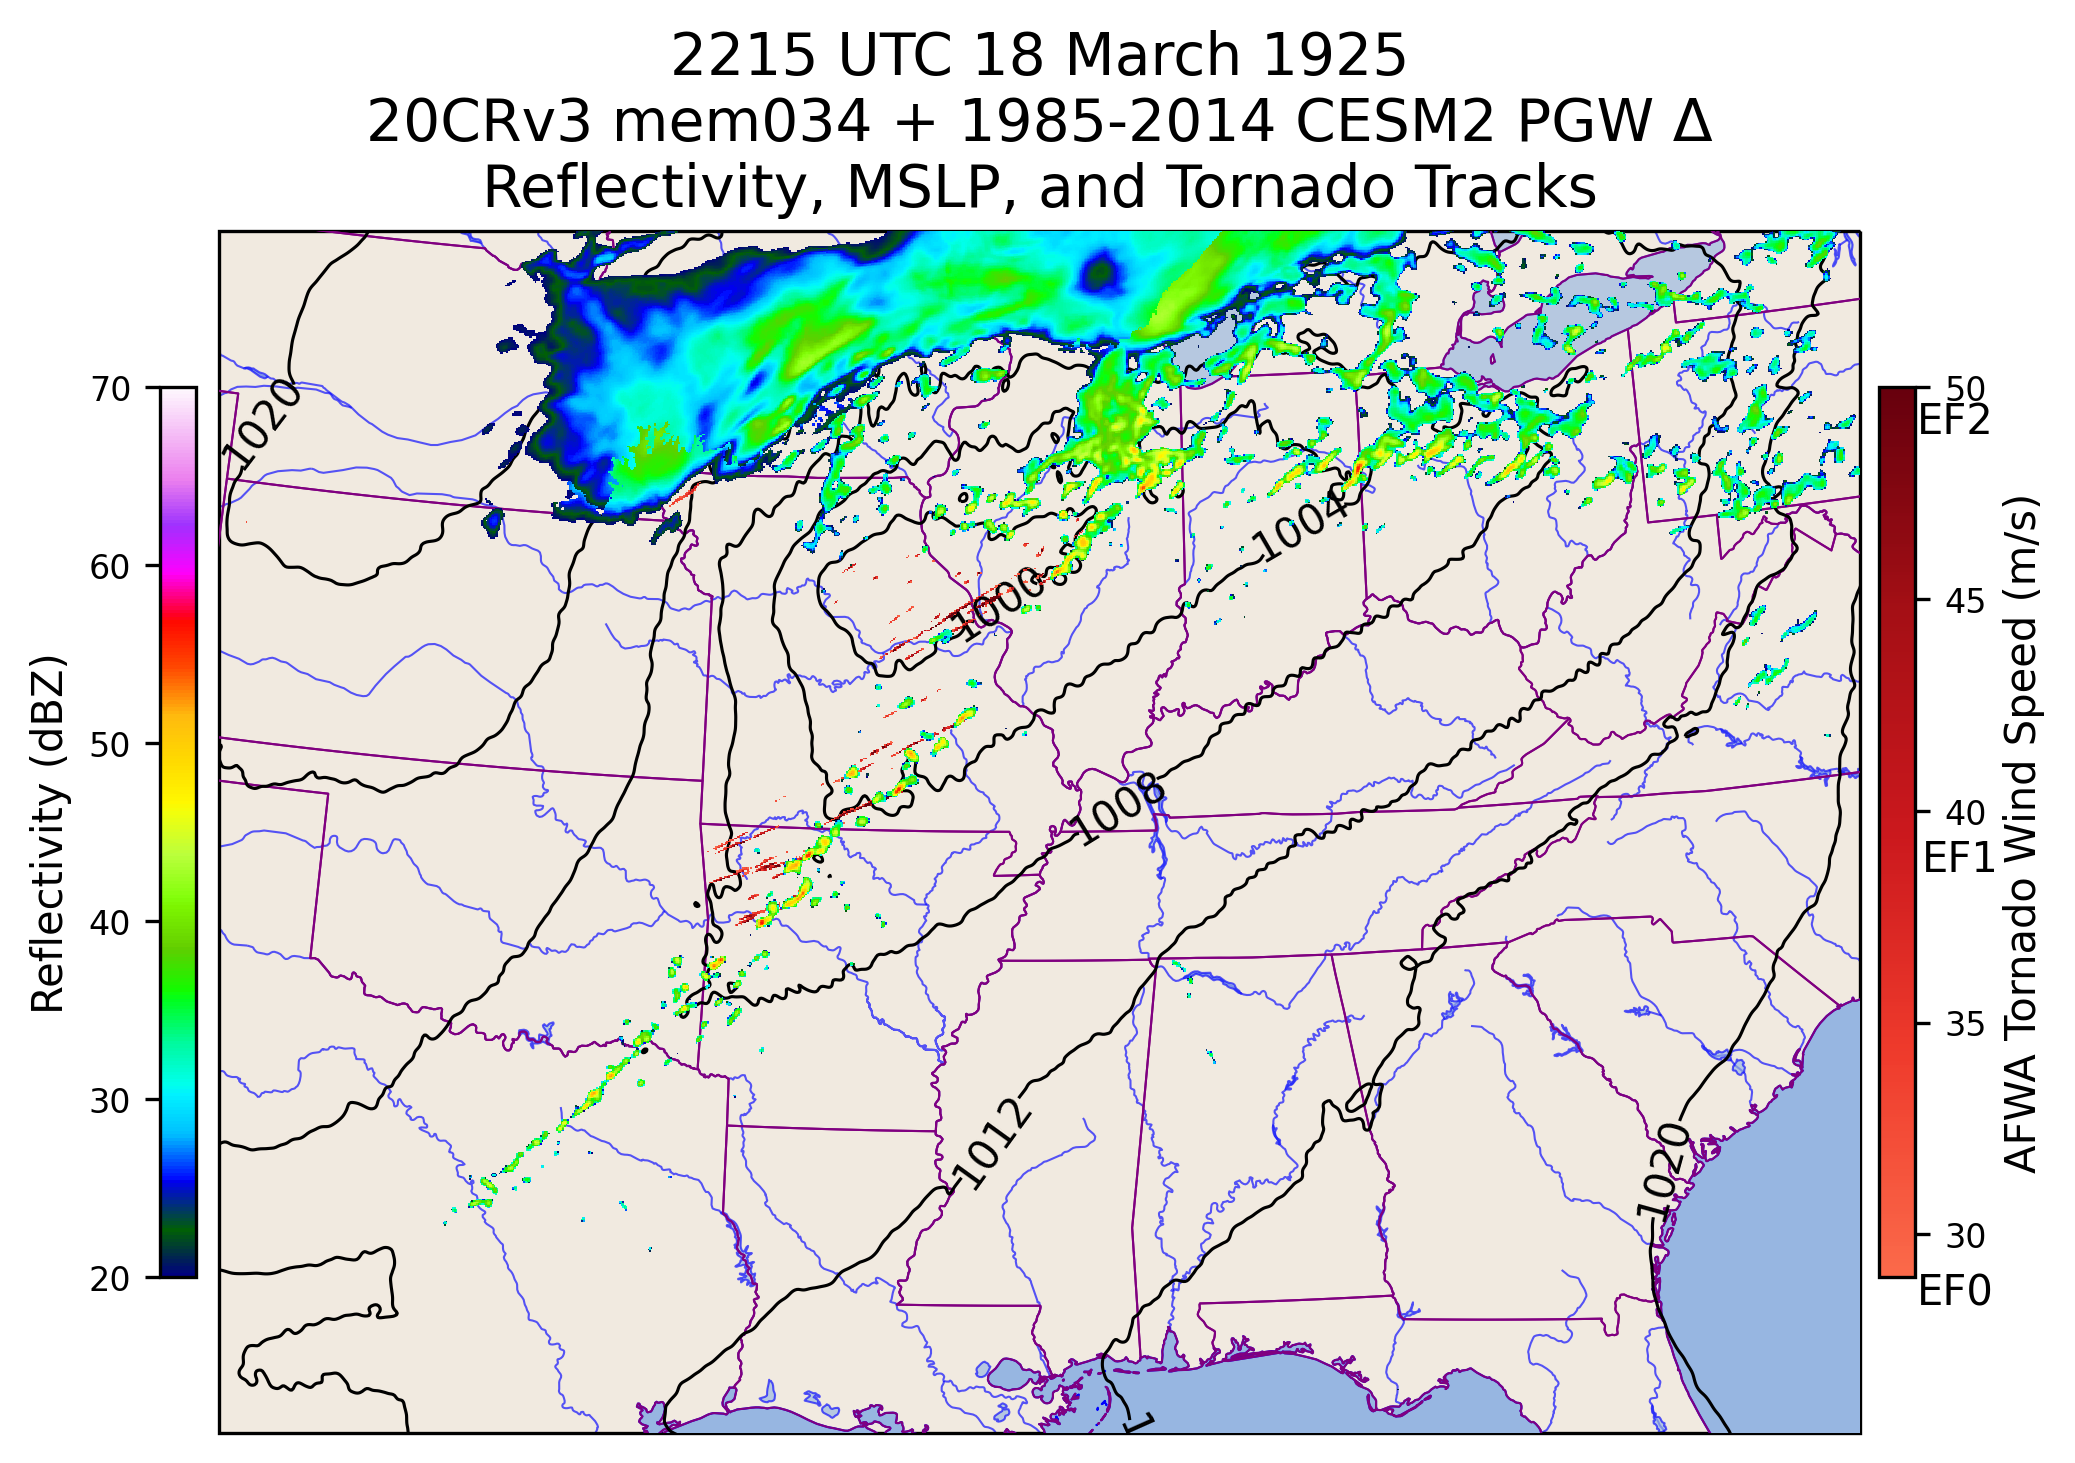 2215 UTC 18 March 1925
20CRv3 mem034 + 1985-2014 CESM2 PGW Δ
Reflectivity, MSLP, and Tornado Tracks
70
60
50
40
30
20
Reflectivity (dBZ)
1020
1004
1000
1008
1012
1020
1
50
EF2
45
40
EF1
35
30
EF0
AFWA Tornado Wind Speed (m/s)